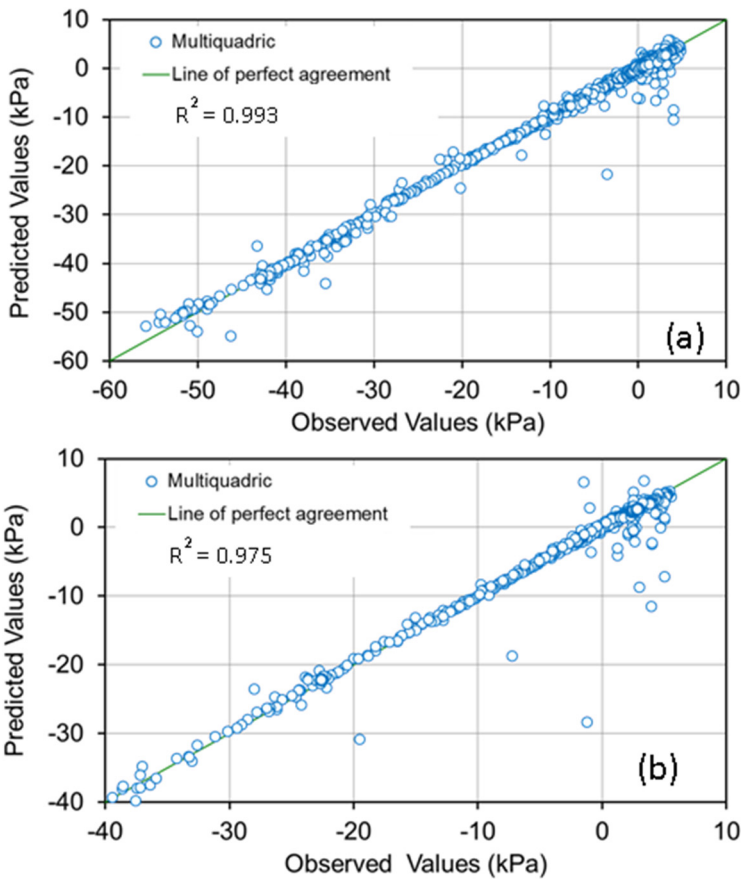 10
0
-10
-20
-30
-40
-50
-60
Predicted Values (kPa)
Multiquadric
Line of perfect agreement
R² = 0.993
(a)
-60 -50 -40 -30 -20 -10 0 10
Observed Values (kPa)
10
0
-10
-20
-30
-40
Predicted Values (kPa)
Multiquadric
Line of perfect agreement
R² = 0.975
(b)
-40 -30 -20 -10 0 10
Observed Values (kPa)